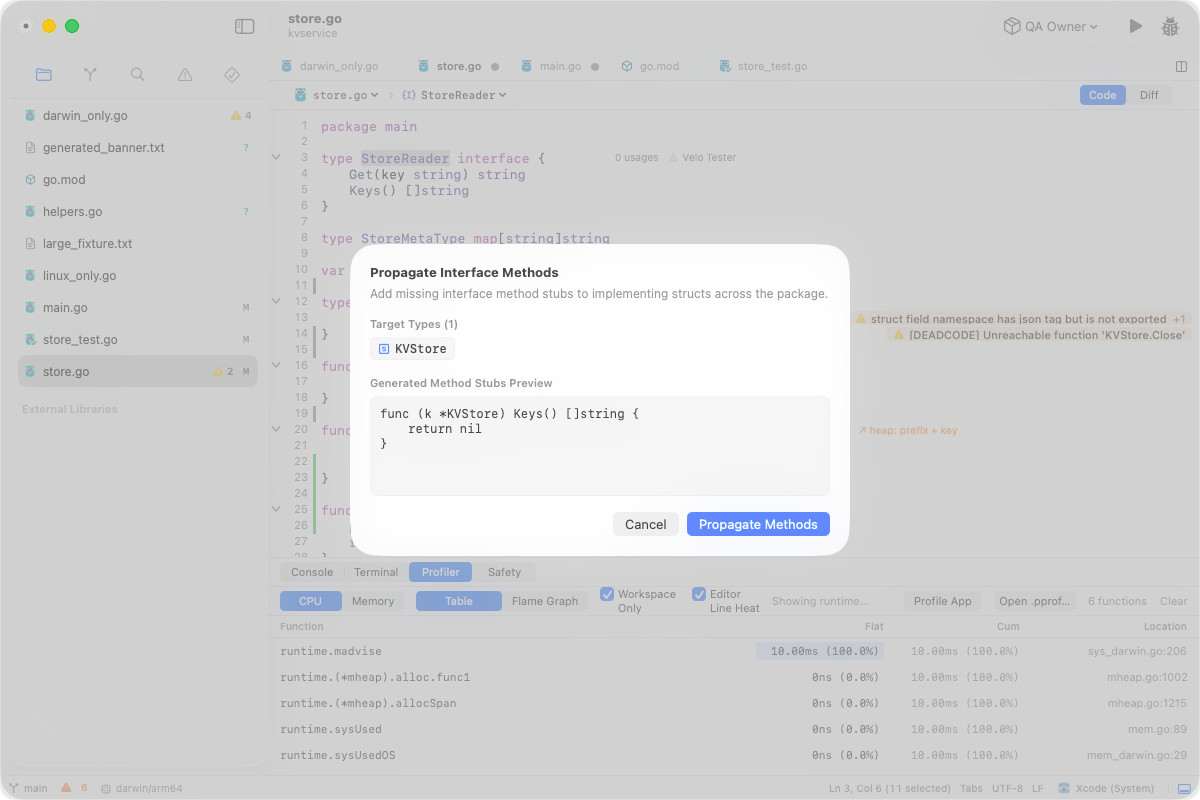 store.go
kvservice
QA Owner
darwin_only.go
store.go
main.go
go.mod
store_test.go
store.go
StoreReader
Code
Diff
darwin_only.go
4
generated_banner.txt
?
go.mod
helpers.go
?
large_fixture.txt
linux_only.go
main.go
M
store_test.go
M
store.go
2 M
External Libraries
1 package main
2
3 type StoreReader interface { 0 usages Velo Tester
4 Get(key string) string
5 Keys() []string
6 }
7
8 type StoreMetaType map[string]string
9
10 var
11
12 type
13 struct field namespace has json tag but is not exported +1
14 } [DEADCODE] Unreachable function 'KVStore.Close'
15
16 func
17
18 }
19
20 func heap: prefix + key
21
22
23 }
24
25 func
26
27
28
Propagate Interface Methods
Add missing interface method stubs to implementing structs across the package.
Target Types (1)
S KVStore
Generated Method Stubs Preview
func (k *KVStore) Keys() []string {
return nil
}
Cancel
Propagate Methods
Console
Terminal
Profiler
Safety
CPU
Memory
Table
Flame Graph
Workspace
Only
Editor
Line Heat
Showing runtime...
Profile App
Open .pprof...
6 functions
Clear
Function Flat Cum Location
runtime.madvise 10.00ms (100.0%) 10.00ms (100.0%) sys_darwin.go:206
runtime.(*mheap).alloc.func1 0ns (0.0%) 10.00ms (100.0%) mheap.go:1002
runtime.(*mheap).allocSpan 0ns (0.0%) 10.00ms (100.0%) mheap.go:1215
runtime.sysUsed 0ns (0.0%) 10.00ms (100.0%) mem.go:89
runtime.sysUsedOS 0ns (0.0%) 10.00ms (100.0%) mem_darwin.go:29
main
6
darwin/arm64
Ln 3, Col 6 (11 selected)
Tabs
UTF-8
LF
Xcode (System)